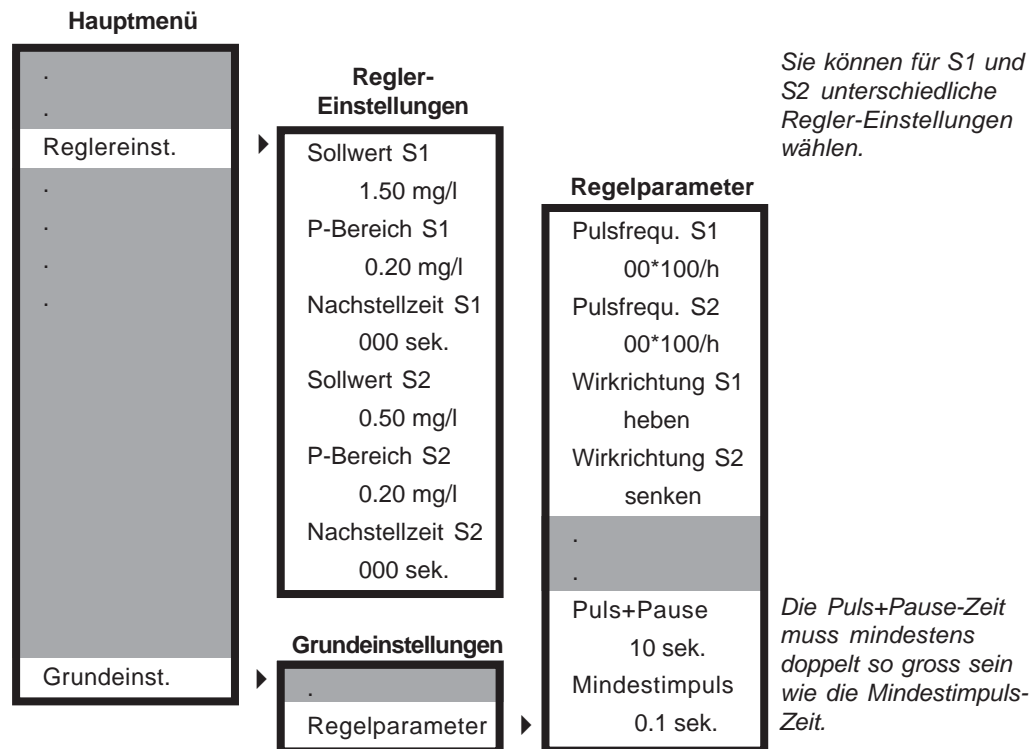 Hauptmenü
.
.
Reglereinst.
.
.
.
.
Grundeinst.
Regler-
Einstellungen
Sollwert S1
1.50 mg/l
P-Bereich S1
0.20 mg/l
Nachstellzeit S1
000 sek.
Sollwert S2
0.50 mg/l
P-Bereich S2
0.20 mg/l
Nachstellzeit S2
000 sek.
Grundeinstellungen
.
Regelparameter
Regelparameter
Pulsfrequ. S1
00*100/h
Pulsfrequ. S2
00*100/h
Wirkrichtung S1
heben
Wirkrichtung S2
senken
.
.
Puls+Pause
10 sek.
Mindestimpuls
0.1 sek.
Sie können für S1 und
S2 unterschiedliche
Regler-Einstellungen
wählen.
Die Puls+Pause-Zeit
muss mindestens
doppelt so gross sein
wie die Mindestimpuls-
Zeit.